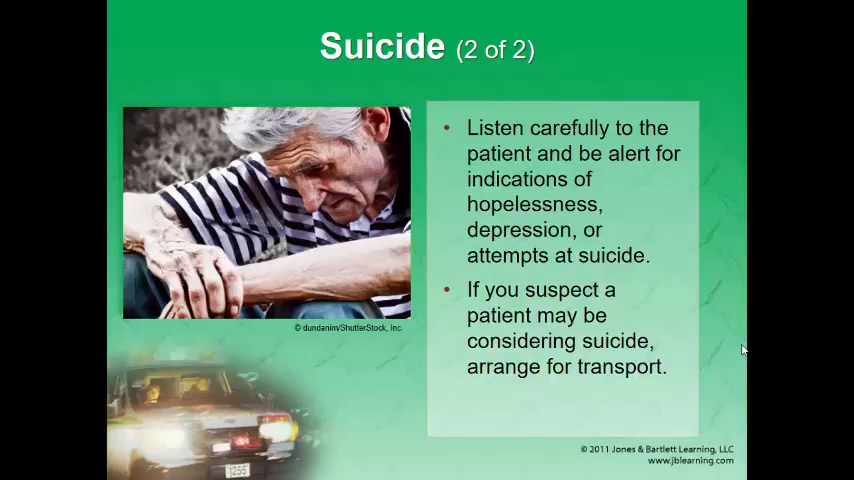 Suicide (2 of 2)
• Listen carefully to the
patient and be alert for
indications of
hopelessness,
depression, or
attempts at suicide.
• If you suspect a
patient may be
considering suicide,
arrange for transport.
© dundanim/ShutterStock, Inc.
1255
© 2011 Jones & Bartlett Learning, LLC
www.jblearning.com